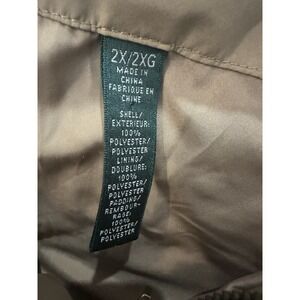 2X/2XG
MADE IN
CHINA
FABRIQUE EN
CHINE
SHELL/
EXTERIEUR:
100%
POLYESTER/
POLYESTER
LINING/
DOUBLURE:
100%
POLYESTER/
POLYESTER
PADDING/
REMBOUR-
RAGE:
100%
POLYESTER/
POLYESTER